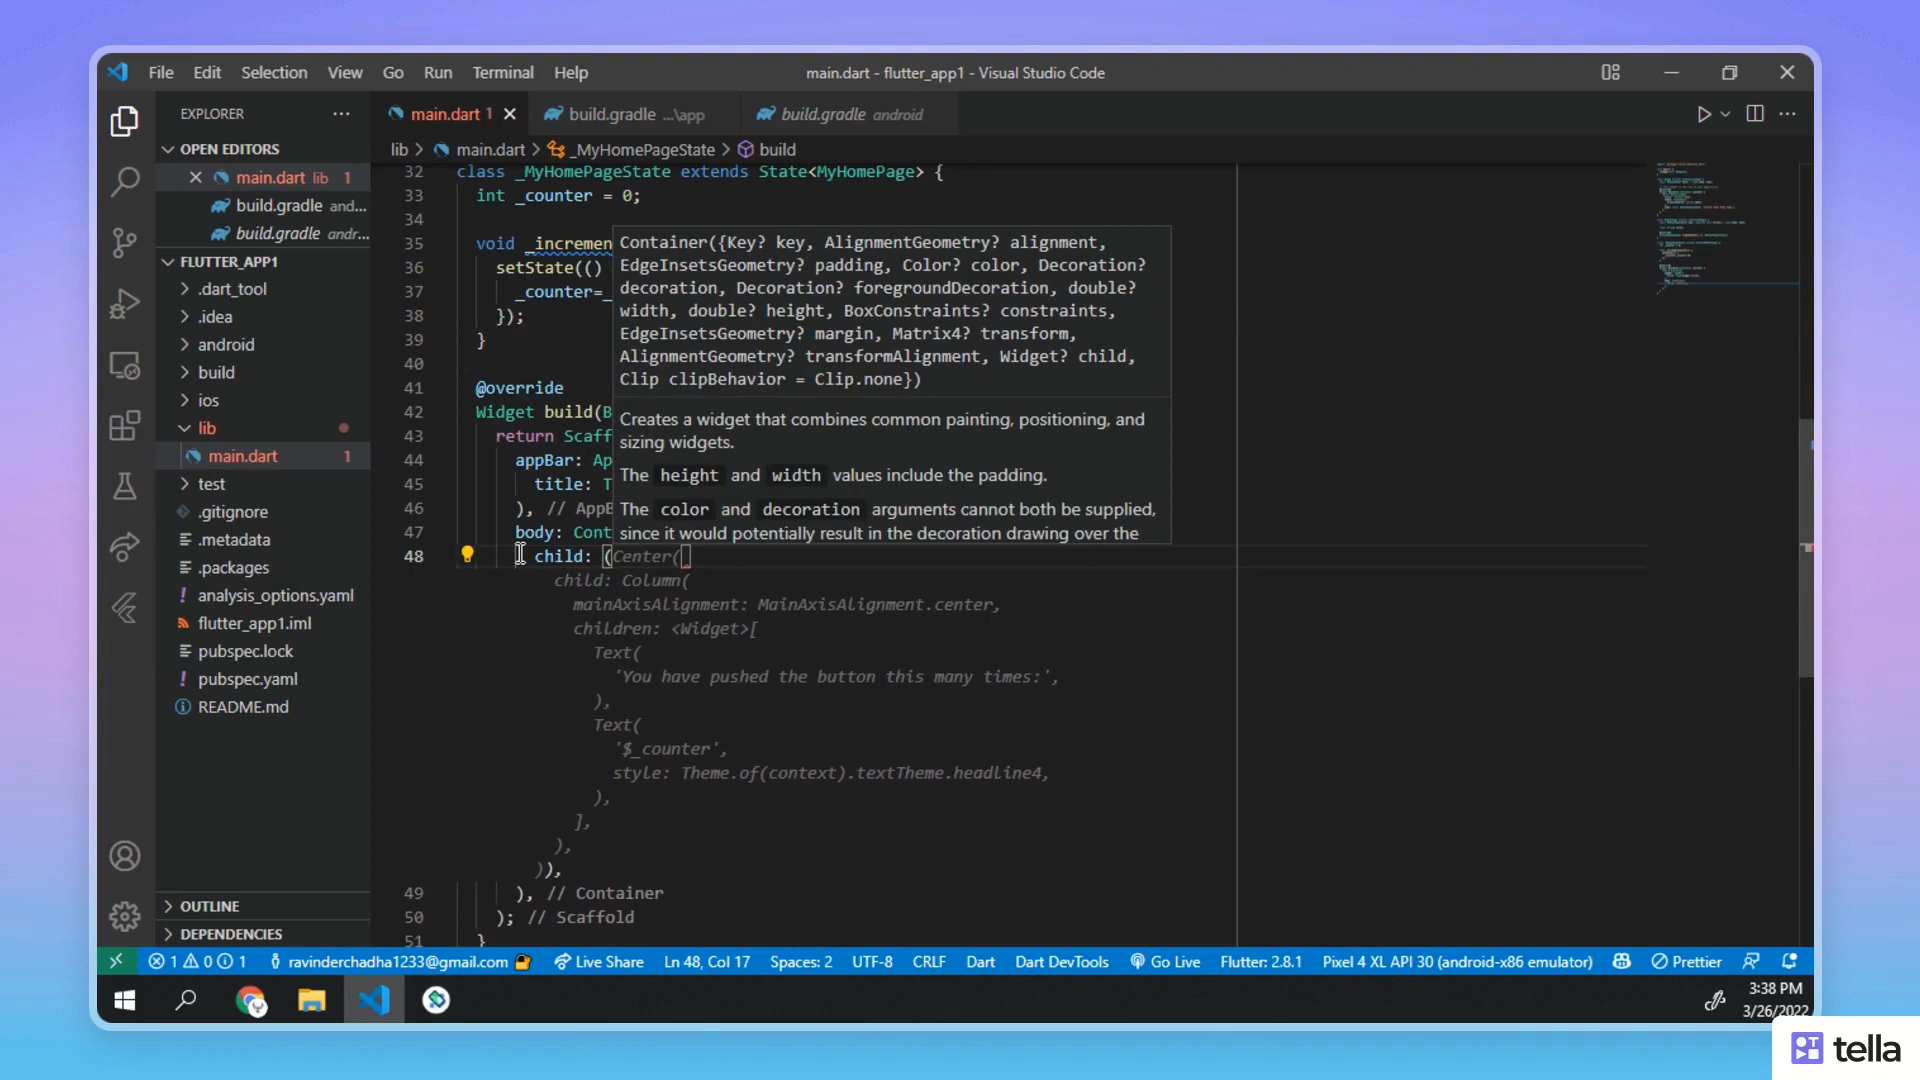 File Edit Selection View Go Run Terminal Help
main.dart - flutter_app1 - Visual Studio Code
EXPLORER
OPEN EDITORS
main.dart lib 1
build.gradle and...
build.gradle andr...
FLUTTER_APP1
.dart_tool
.idea
android
build
ios
lib
main.dart 1
test
.gitignore
.metadata
.packages
analysis_options.yaml
flutter_app1.iml
pubspec.lock
pubspec.yaml
README.md
OUTLINE
DEPENDENCIES
main.dart 1
build.gradle ...\app
build.gradle android
lib > main.dart > _MyHomePageState > build
32 class _MyHomePageState extends State<MyHomePage> {
33 int _counter = 0;
34
35 void _incremen
36 setState(()
37 _counter=_
38 });
39 }
40
41 @override
42 Widget build(B
43 return Scaff
44 appBar: Ap
45 title: T
46 ), // AppB
47 body: Cont
48 child: (Center(
child: Column(
mainAxisAlignment: MainAxisAlignment.center,
children: <Widget>[
Text(
'You have pushed the button this many times:',
),
Text(
'$_counter',
style: Theme.of(context).textTheme.headline4,
),
],
),
)),
49 ), // Container
50 ); // Scaffold
51 }
Container({Key? key, AlignmentGeometry? alignment,
EdgeInsetsGeometry? padding, Color? color, Decoration?
decoration, Decoration? foregroundDecoration, double?
width, double? height, BoxConstraints? constraints,
EdgeInsetsGeometry? margin, Matrix4? transform,
AlignmentGeometry? transformAlignment, Widget? child,
Clip clipBehavior = Clip.none})
Creates a widget that combines common painting, positioning, and
sizing widgets.
The height and width values include the padding.
The color and decoration arguments cannot both be supplied,
since it would potentially result in the decoration drawing over the
1 0 1 ravinderchadha1233@gmail.com Live Share Ln 48, Col 17 Spaces: 2 UTF-8 CRLF Dart Dart DevTools Go Live Flutter: 2.8.1 Pixel 4 XL API 30 (android-x86 emulator) Prettier
3:38 PM
3/26/2022
tella